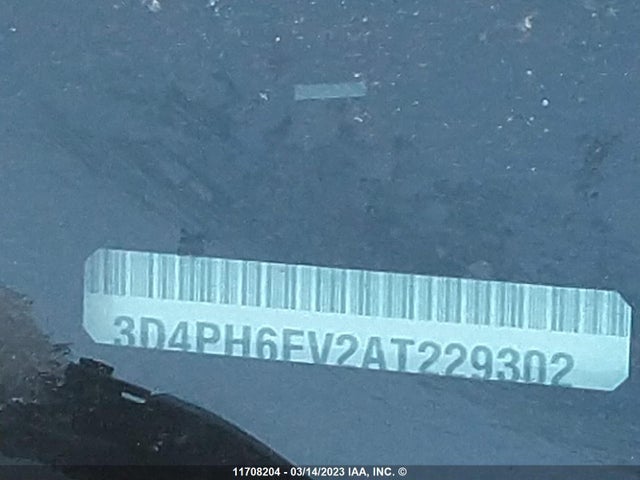 3D4PH6FV2AT229302
11708204 - 03/14/2023 IAA, INC. ©